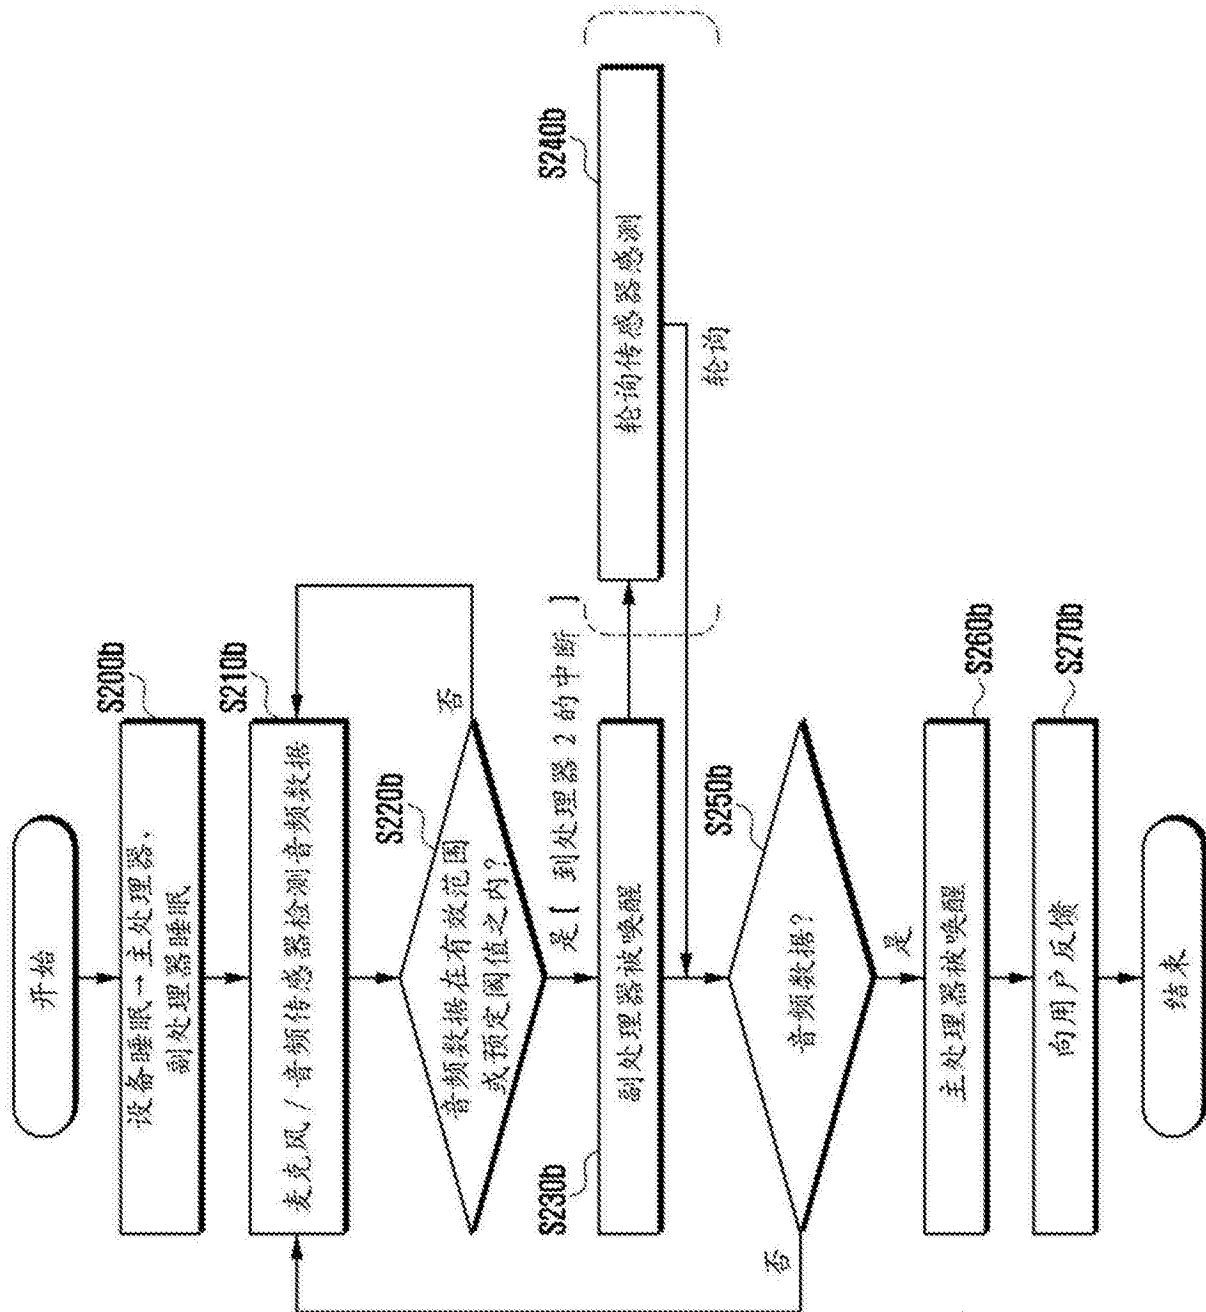 开始
S200b
设备睡眠→主处理器,
副处理器睡眠
S210b
麦克风 / 音频传感器检测音频数据
S220b
音频数据在有效范围
或预定阈值之内?
否
是[ 到处理器 2 的中断 ]
S230b
副处理器被唤醒
S240b
轮询传感器感测
轮询
S250b
音频数据?
否
是
S260b
主处理器被唤醒
S270b
向用户反馈
结束